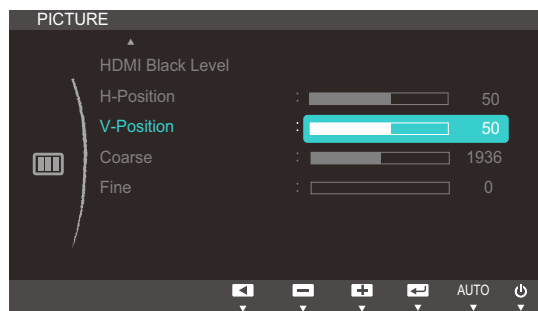 PICTURE
HDMI Black Level
H-Position : 50
V-Position : 50
Coarse : 1936
Fine : 0
AUTO